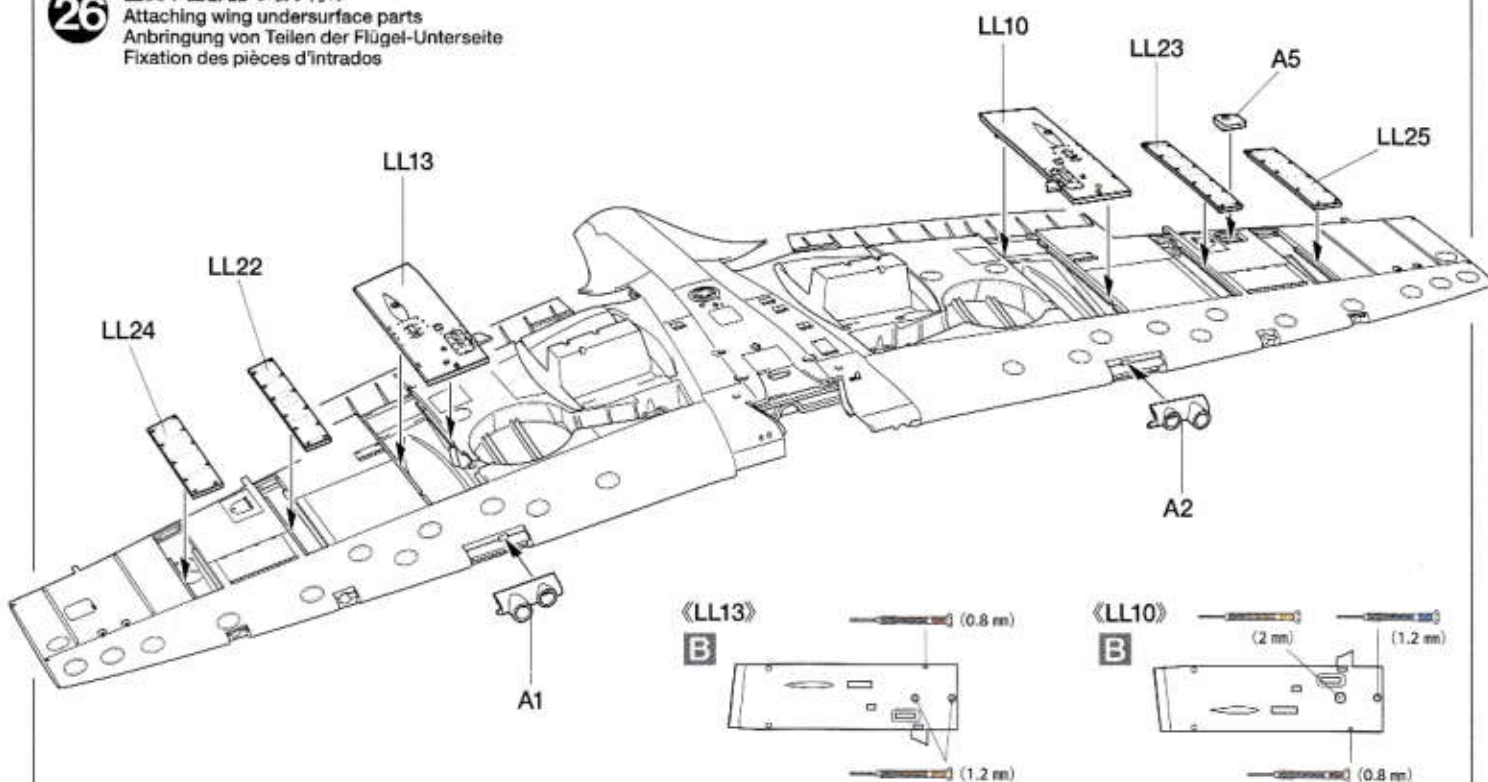 26
Attaching wing undersurface parts
Anbringung von Teilen der Flügel-Unterseite
Fixation des pièces d'intrados
LL10
LL23
A5
LL13
LL25
LL22
LL24
A2
A1
《LL13》
(0.8 mm)
B
(1.2 mm)
《LL10》
(2 mm)
(1.2 mm)
B
(0.8 mm)